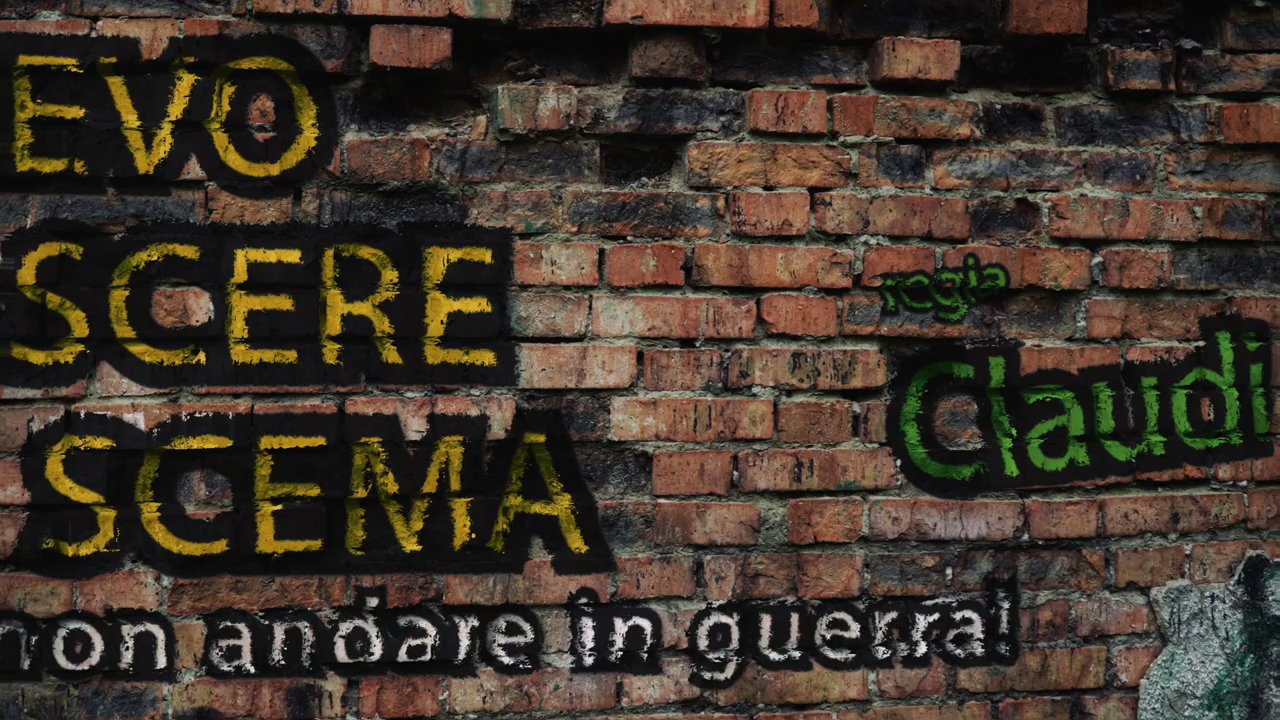 EVO
SCERE
SCEMA
non andare in guerra!
regia
Claudi